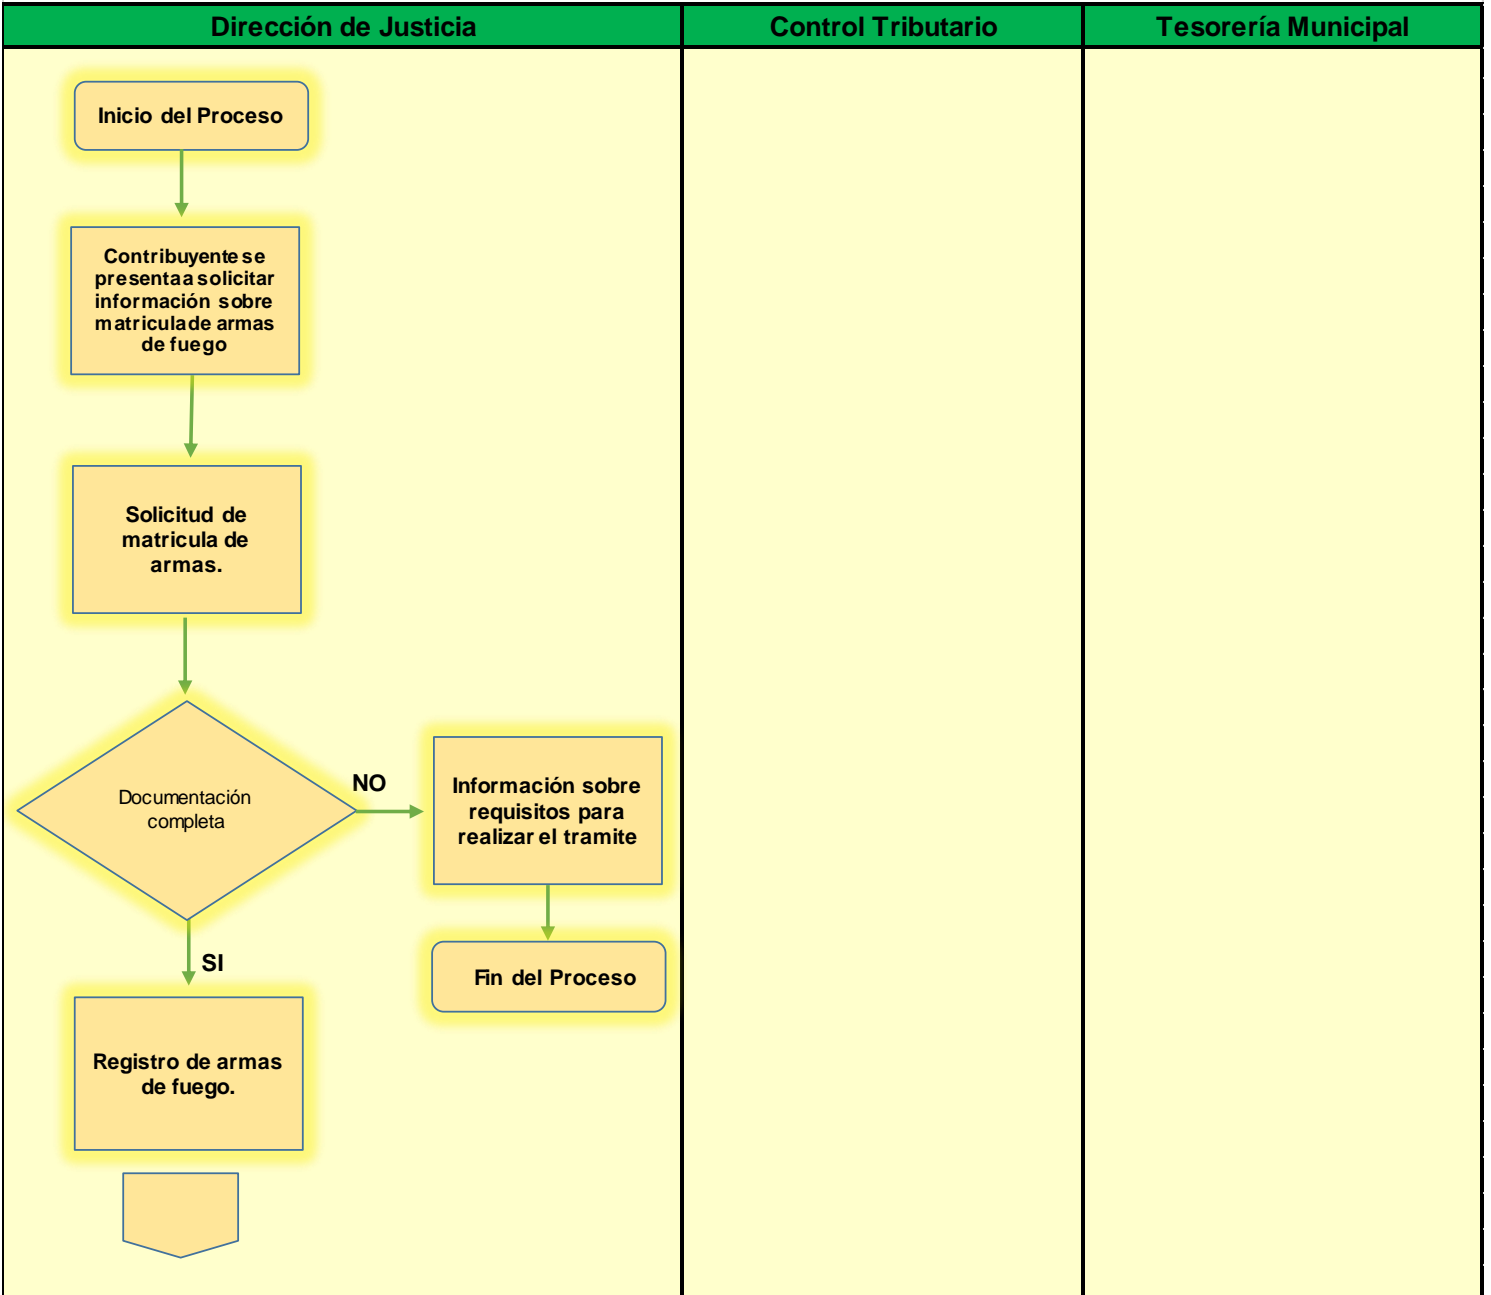 Dirección de Justicia
Control Tributario
Tesorería Municipal
Inicio del Proceso
Contribuyente se
presenta a solicitar
información sobre
matricula de armas
de fuego
Solicitud de
matricula de
armas.
Documentación
completa
NO
Información sobre
requisitos para
realizar el tramite
SI
Fin del Proceso
Registro de armas
de fuego.